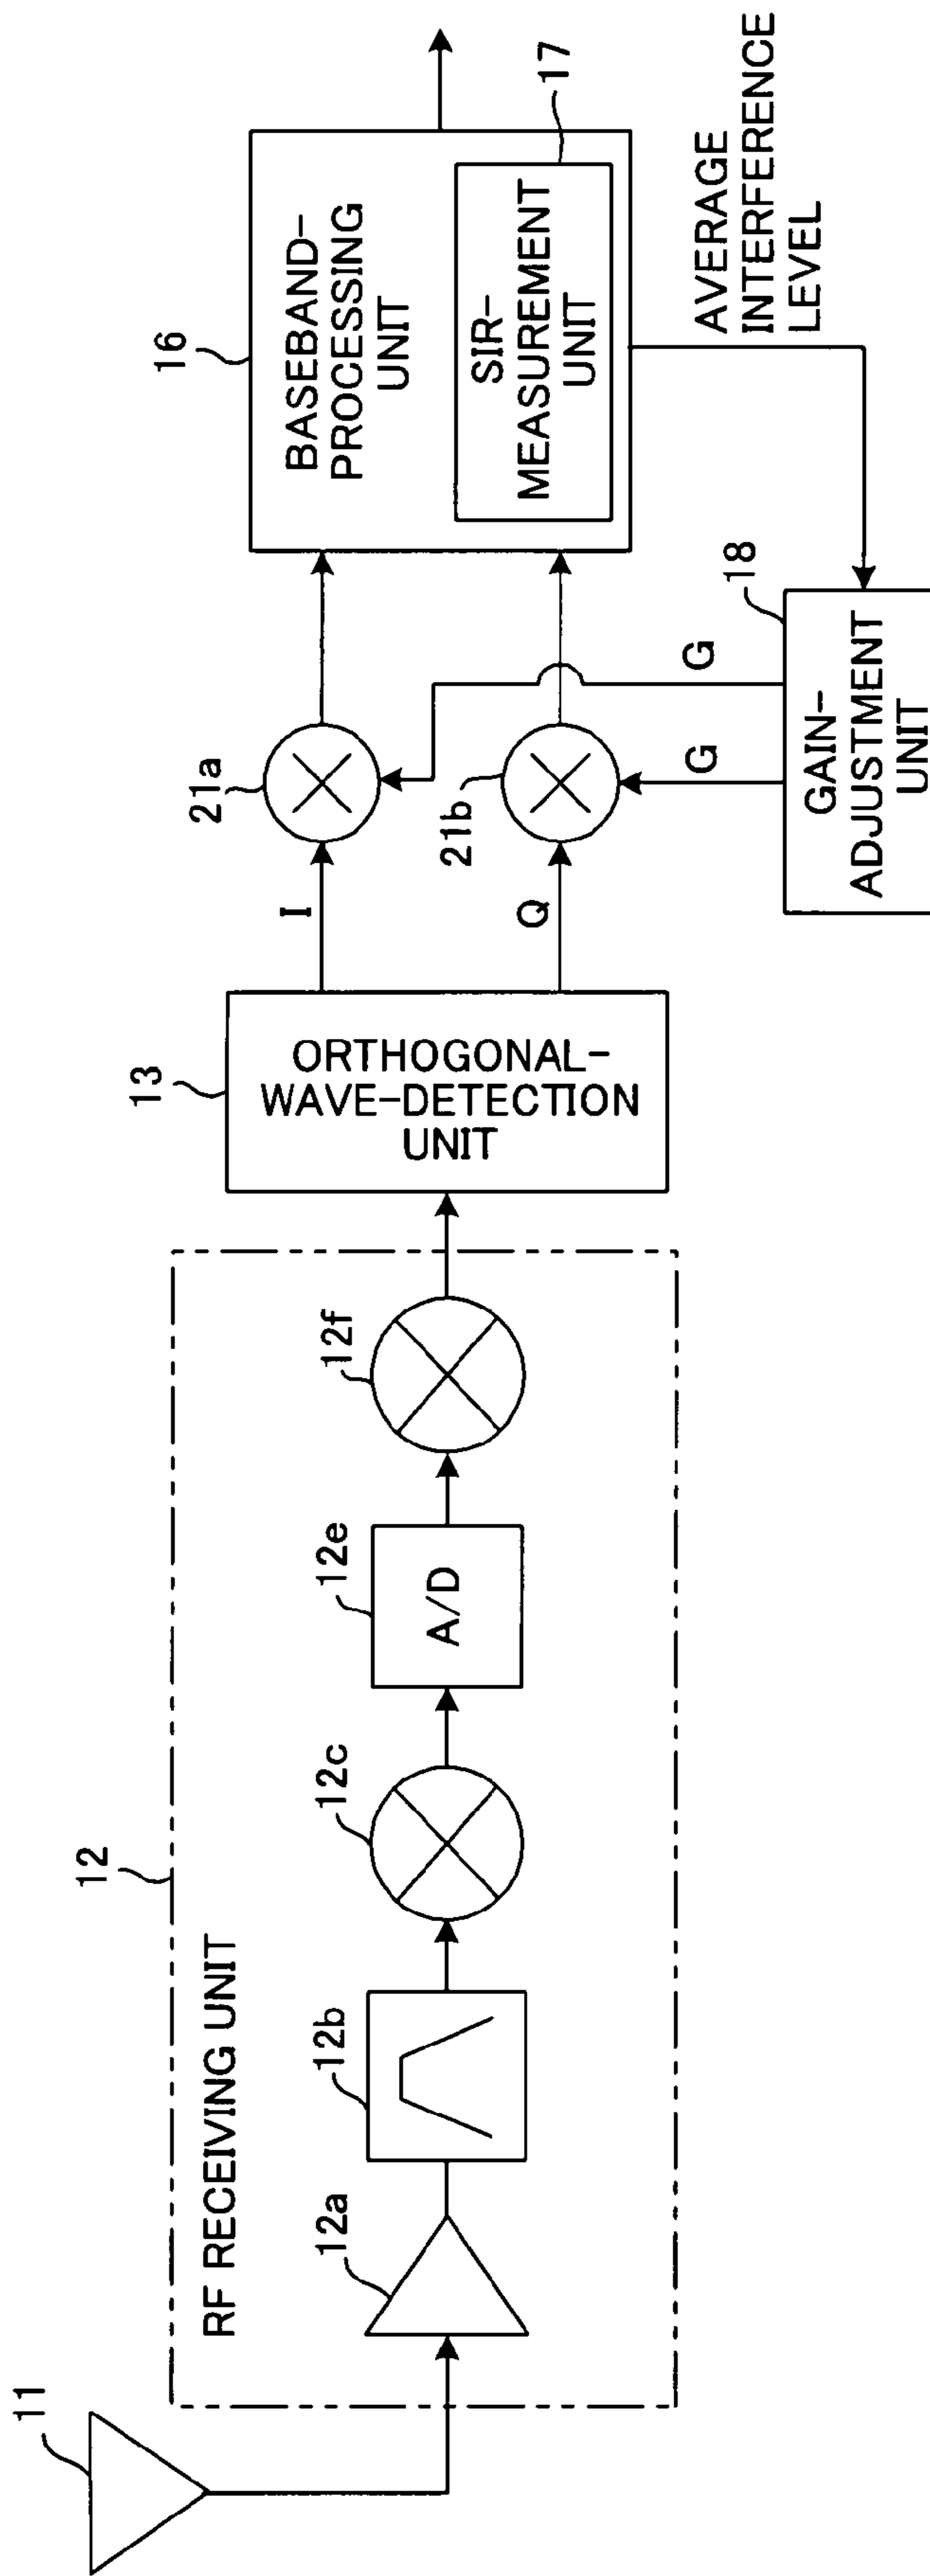 11
12
RF RECEIVING UNIT
12a
12b
12c
12e
A/D
12f
13
ORTHOGONAL-
WAVE-DETECTION
UNIT
I
Q
21a
21b
G
G
16
BASEBAND-
PROCESSING
UNIT
17
SIR-
MEASUREMENT
UNIT
AVERAGE
INTERFERENCE
LEVEL
18
GAIN-
ADJUSTMENT
UNIT